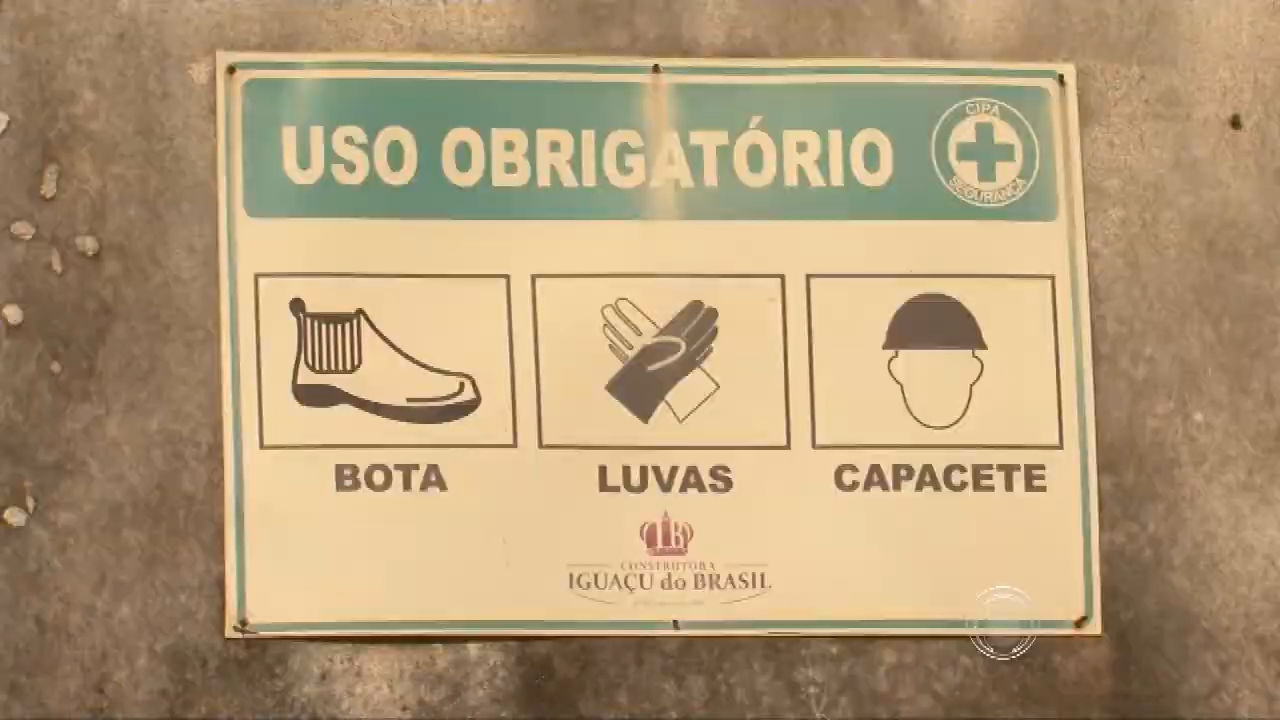 USO OBRIGATÓRIO
CIPA
SEGURANÇA
BOTA
LUVAS
CAPACETE
CONSTRUTORA
IGUAÇU do BRASIL